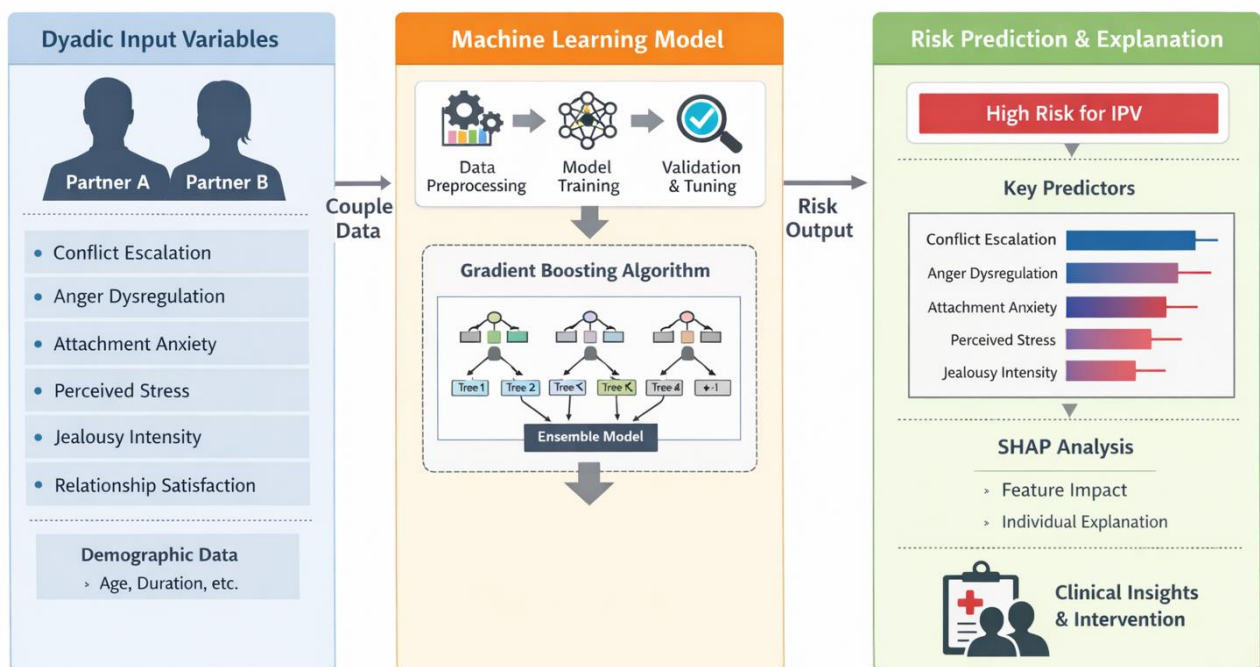 Dyadic Input Variables
Partner A
Partner B
Conflict Escalation
Anger Dysregulation
Attachment Anxiety
Perceived Stress
Jealousy Intensity
Relationship Satisfaction
Demographic Data
› Age, Duration, etc.
Couple
Data
Machine Learning Model
Data
Preprocessing
Model
Training
Validation
& Tuning
Gradient Boosting Algorithm
Tree 1
Tree 2
Tree
Tree
Tree
Ensemble Model
Risk
Output
Risk Prediction & Explanation
High Risk for IPV
Key Predictors
Conflict Escalation
Anger Dysregulation
Attachment Anxiety
Perceived Stress
Jealousy Intensity
SHAP Analysis
› Feature Impact
› Individual Explanation
Clinical Insights
& Intervention